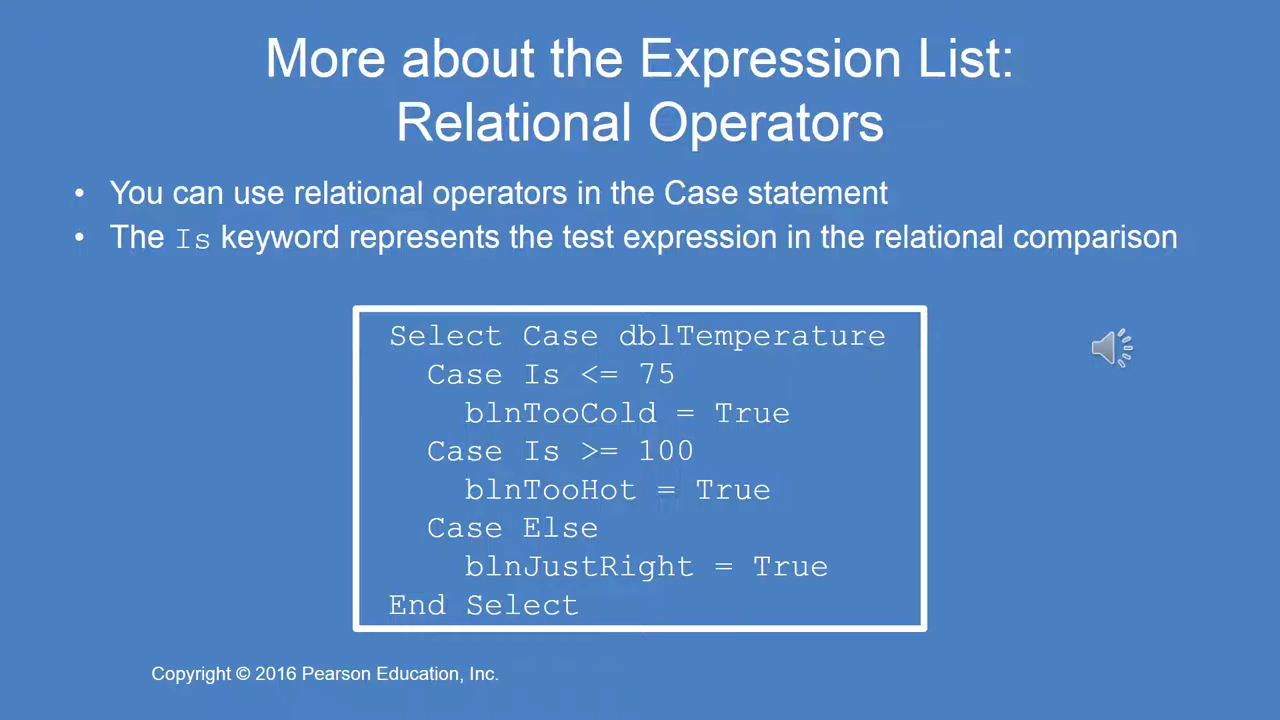 More about the Expression List:
Relational Operators
• You can use relational operators in the Case statement
• The Is keyword represents the test expression in the relational comparison
Select Case dblTemperature
  Case Is <= 75
    blnTooCold = True
  Case Is >= 100
    blnTooHot = True
  Case Else
    blnJustRight = True
End Select
Copyright © 2016 Pearson Education, Inc.